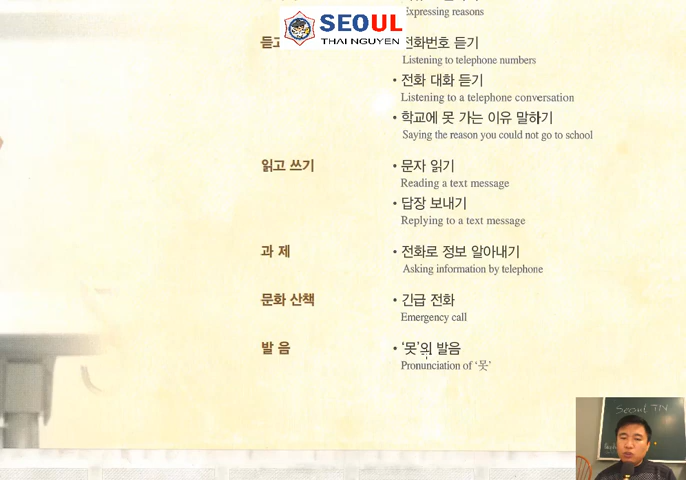 SEOUL
THAI NGUYEN
Expressing reasons
전화번호 듣기
Listening to telephone numbers
• 전화 대화 듣기
Listening to a telephone conversation
• 학교에 못 가는 이유 말하기
Saying the reason you could not go to school
읽고 쓰기
• 문자 읽기
Reading a text message
• 답장 보내기
Replying to a text message
과 제
• 전화로 정보 알아내기
Asking information by telephone
문화 산책
• 긴급 전화
Emergency call
발 음
• ‘못’의 발음
Pronunciation of ‘못’
Seoul TN